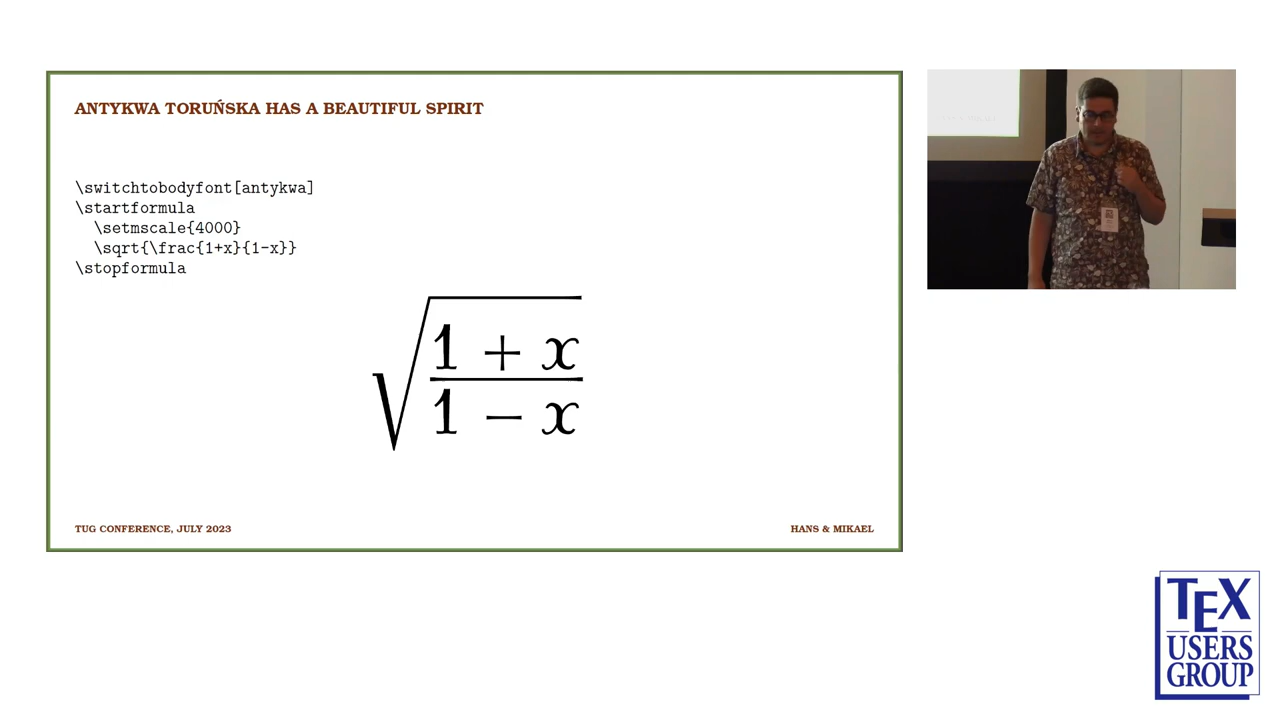 ANTYKWA TORUŃSKA HAS A BEAUTIFUL SPIRIT
\switchtobodyfont[antykwa]
\startformula
  \setmscale{4000}
  \sqrt{\frac{1+x}{1-x}}
\stopformula
√
1 + x
1 − x
TUG CONFERENCE, JULY 2023
HANS & MIKAEL
TEX
USERS
GROUP